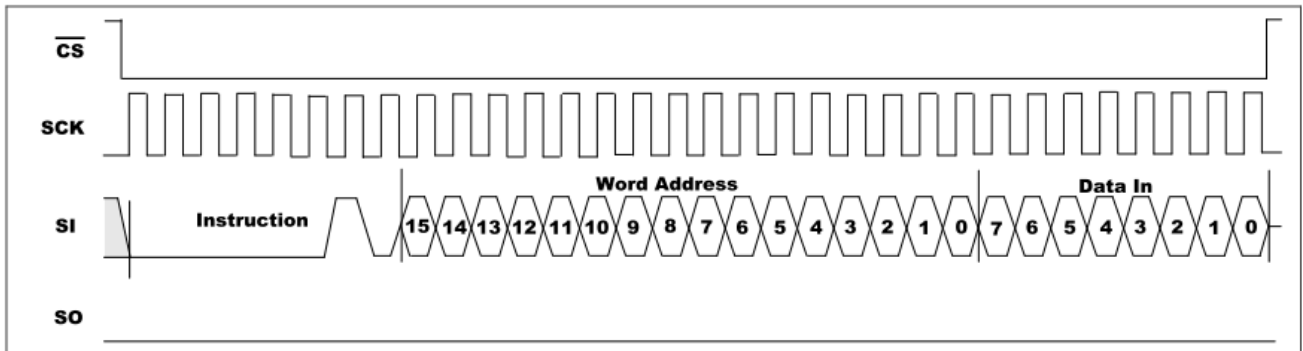 CS
SCK
Word Address Data In
SI Instruction 15 14 13 12 11 10 9 8 7 6 5 4 3 2 1 0 7 6 5 4 3 2 1 0
SO